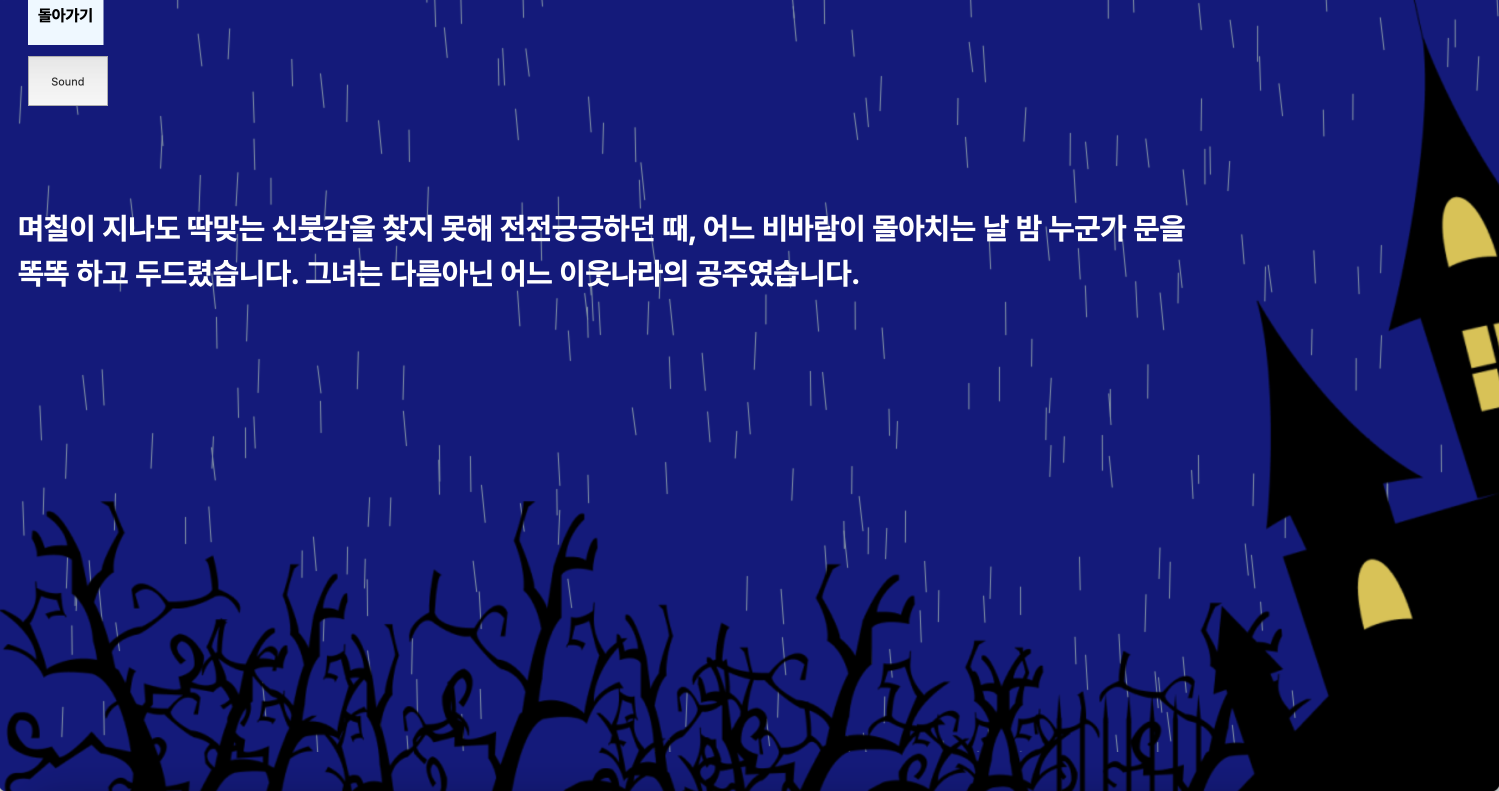 돌아가기
Sound
며칠이 지나도 딱맞는 신붓감을 찾지 못해 전전긍긍하던 때, 어느 비바람이 몰아치는 날 밤 누군가 문을
똑똑 하고 두드렸습니다. 그녀는 다름아닌 어느 이웃나라의 공주였습니다.